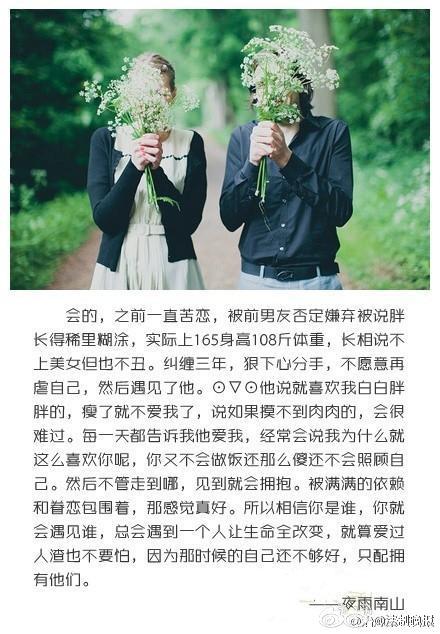 会的，之前一直苦恋，被前男友否定嫌弃被说胖
长得稀里糊涂，实际上165身高108斤体重，长相说不
上美女但也不丑。纠缠三年，狠下心分手，不愿意再
虐自己，然后遇见了他。⊙▽⊙他说就喜欢我白白胖
胖的，瘦了就不爱我了，说如果摸不到肉肉的，会很
难过。每一天都告诉我他爱我，经常会说我为什么就
这么喜欢你呢，你又不会做饭还那么傻还不会照顾自
己。然后不管走到哪，见到就会拥抱。被满满的依赖
和眷恋包围着，那感觉真好。所以相信你是谁，你就
会遇见谁，总会遇到一个人让生命全改变，就算爱过
人渣也不要怕，因为那时候的自己还不够好，只配拥
有他们。
——夜雨南山
@法制晚报